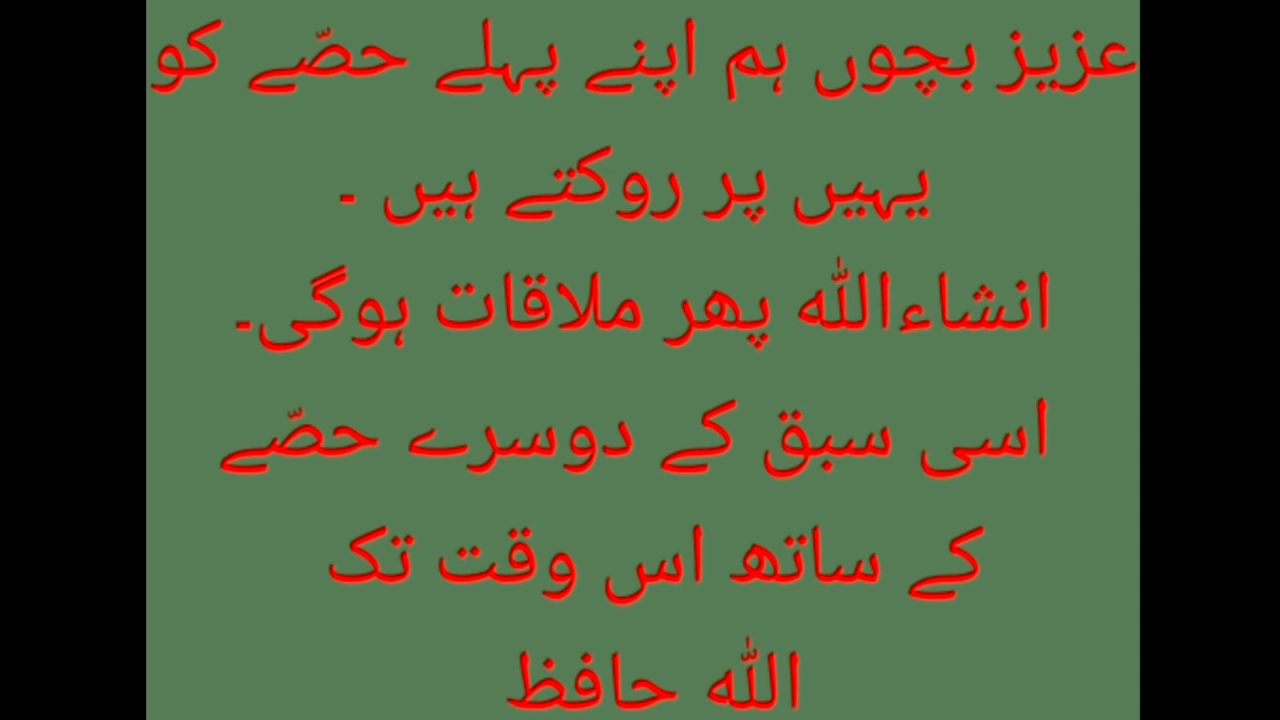 عزیز بچوں ہم اپنے پہلے حصّے کو
یہیں پر روکتے ہیں ۔
انشاءاللہ پھر ملاقات ہوگی۔
اسی سبق کے دوسرے حصّے
کے ساتھ اس وقت تک
اللہ حافظ